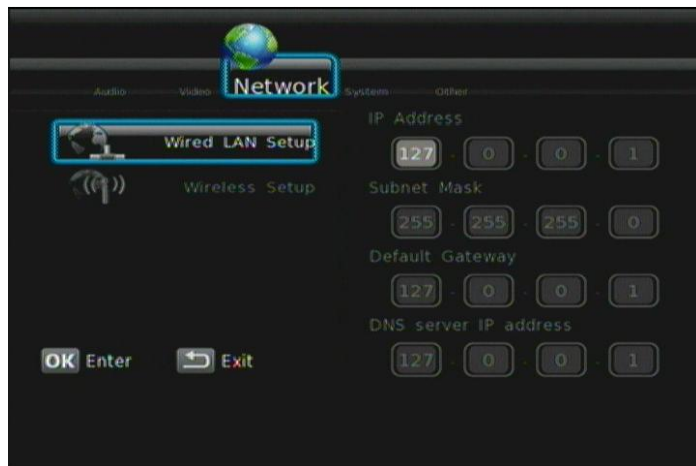 Audio Video Network System Other
Wired LAN Setup
Wireless Setup
OK Enter Exit
IP Address
127 . 0 . 0 . 1
Subnet Mask
255 . 255 . 255 . 0
Default Gateway
127 . 0 . 0 . 1
DNS server IP address
127 . 0 . 0 . 1